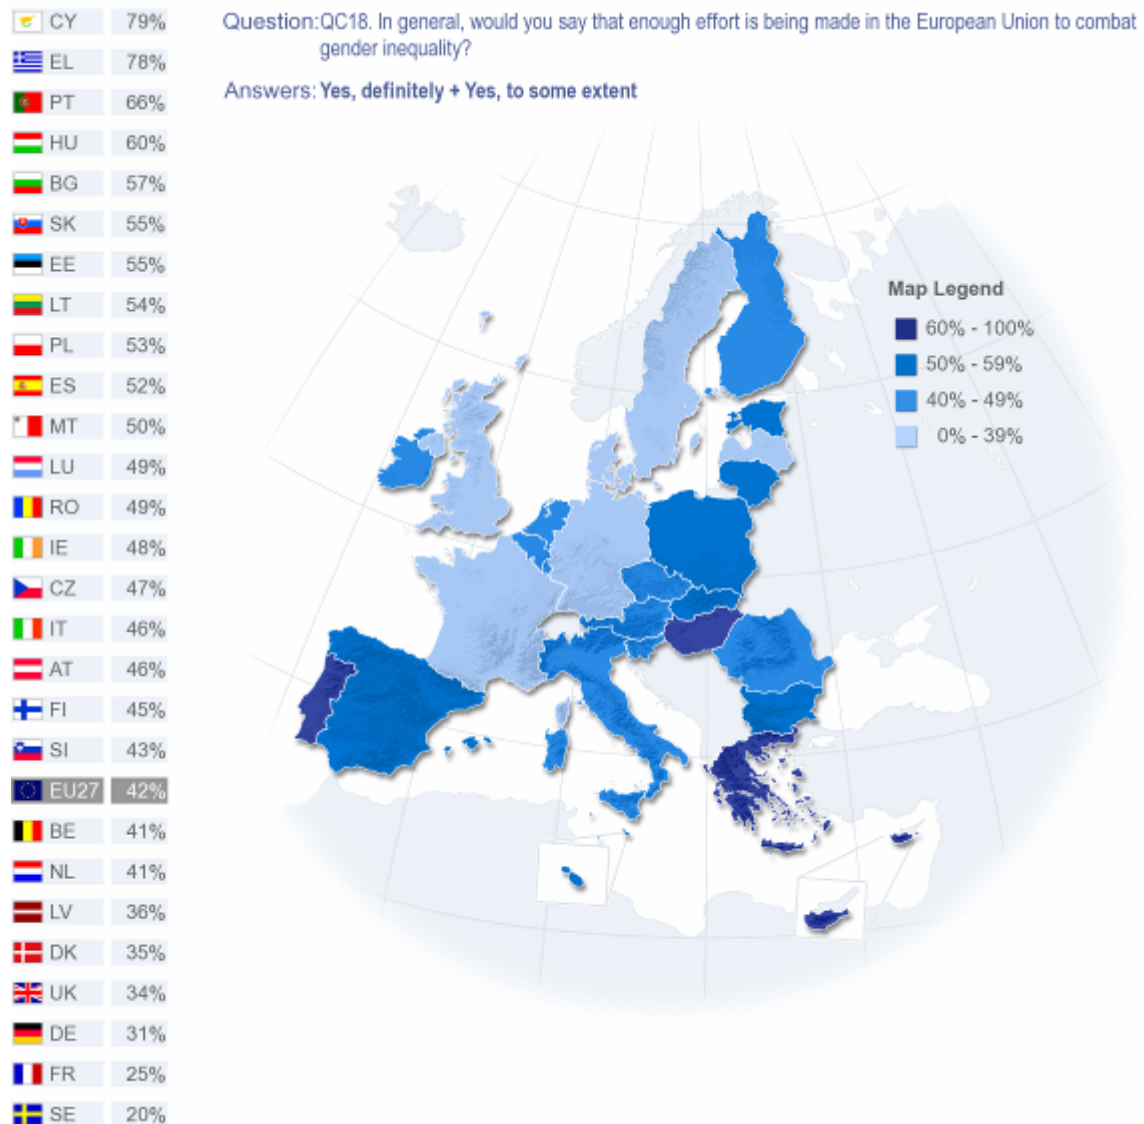 Question:QC18. In general, would you say that enough effort is being made in the European Union to combat
gender inequality?
Answers: Yes, definitely + Yes, to some extent
CY 79%
EL 78%
PT 66%
HU 60%
BG 57%
SK 55%
EE 55%
LT 54%
PL 53%
ES 52%
MT 50%
LU 49%
RO 49%
IE 48%
CZ 47%
IT 46%
AT 46%
FI 45%
SI 43%
EU27 42%
BE 41%
NL 41%
LV 36%
DK 35%
UK 34%
DE 31%
FR 25%
SE 20%
Map Legend
60% - 100%
50% - 59%
40% - 49%
0% - 39%